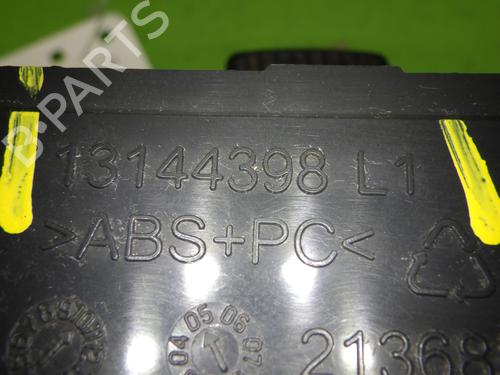 B-PARTS
13144398 L1
>ABS+PC<
04 05 06 07
21368